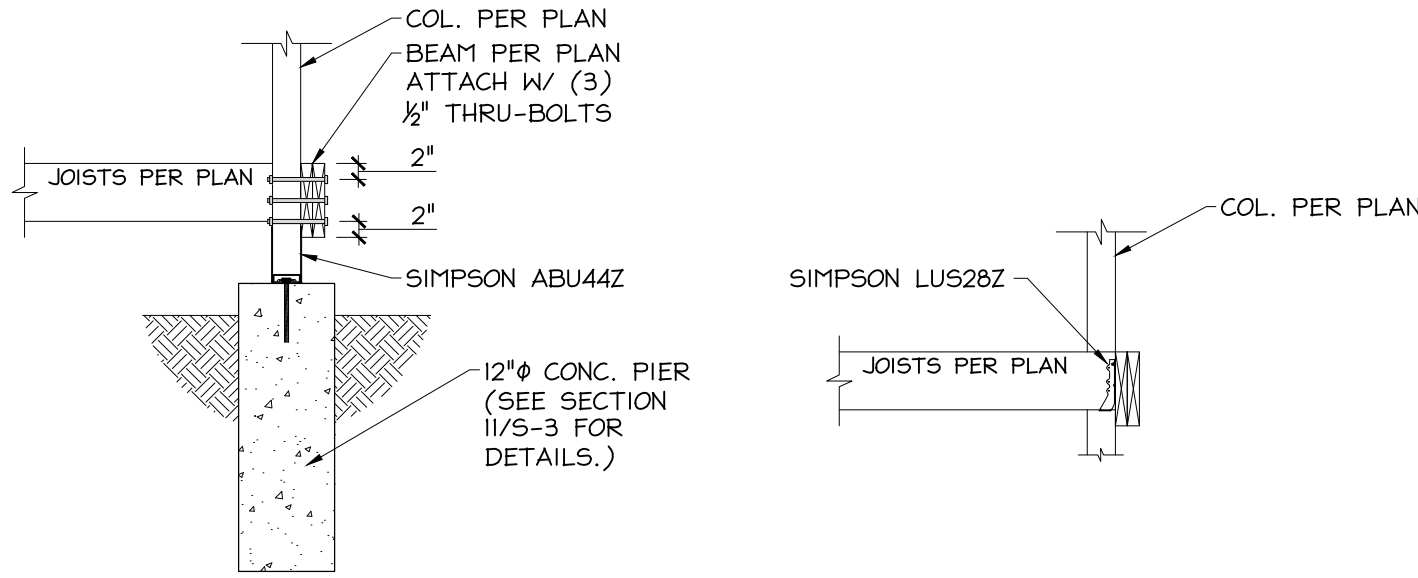 COL. PER PLAN
BEAM PER PLAN
ATTACH W/ (3)
½" THRU-BOLTS
2"
JOISTS PER PLAN
2"
SIMPSON ABU44Z
12"φ CONC. PIER
(SEE SECTION
11/S-3 FOR
DETAILS.)
COL. PER PLAN
SIMPSON LUS28Z
JOISTS PER PLAN